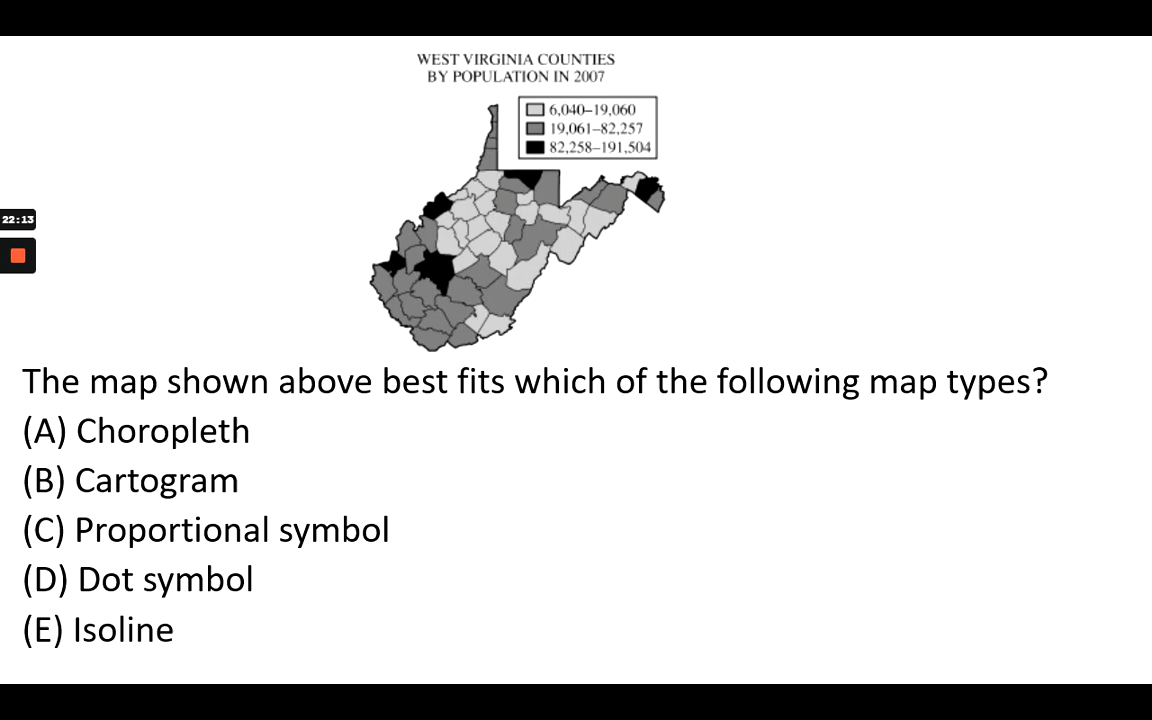 WEST VIRGINIA COUNTIES
BY POPULATION IN 2007
6,040–19,060
19,061–82,257
82,258–191,504
22:13
The map shown above best fits which of the following map types?
(A) Choropleth
(B) Cartogram
(C) Proportional symbol
(D) Dot symbol
(E) Isoline